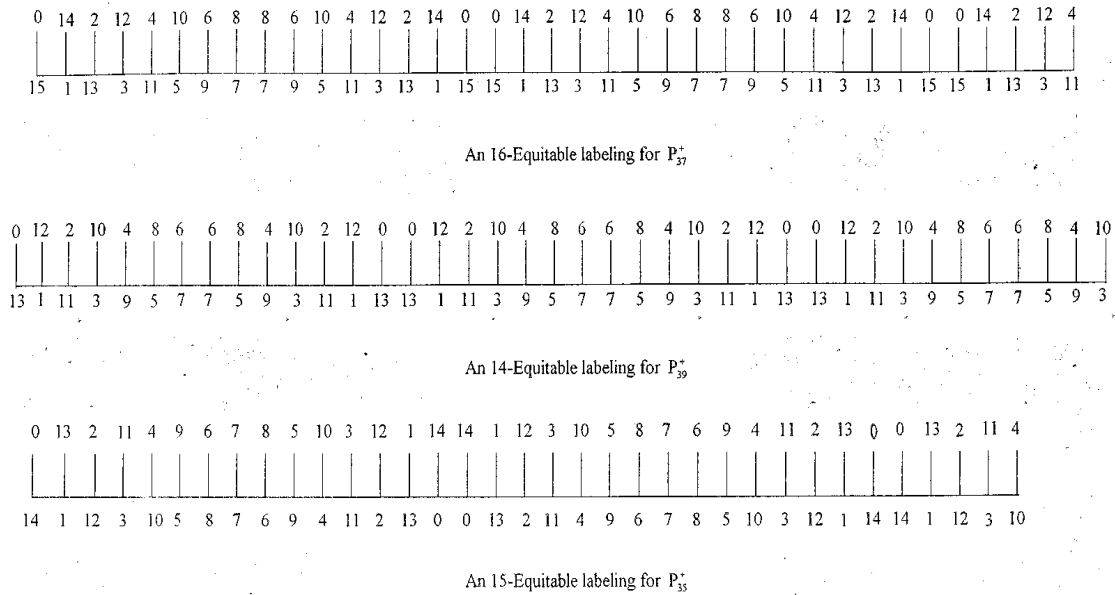 0 14 2 12 4 10 6 8 8 6 10 4 12 2 14 0 0 14 2 12 4 10 6 8 8 6 10 4 12 2 14 0 0 14 2 12 4
15 1 13 3 11 5 9 7 7 9 5 11 3 13 1 15 15 1 13 3 11 5 9 7 7 9 5 11 3 13 1 15 15 1 13 3 11
An 16-Equitable labeling for P₃₇⁺
0 12 2 10 4 8 6 6 8 4 10 2 12 0 0 12 2 10 4 8 6 6 8 4 10 2 12 0 0 12 2 10 4 8 6 6 8 4 10
13 1 11 3 9 5 7 7 5 9 3 11 1 13 13 1 11 3 9 5 7 7 5 9 3 11 1 13 13 1 11 3 9 5 7 7 5 9 3
An 14-Equitable labeling for P₃₉⁺
0 13 2 11 4 9 6 7 8 5 10 3 12 1 14 14 1 12 3 10 5 8 7 6 9 4 11 2 13 0 0 13 2 11 4
14 1 12 3 10 5 8 7 6 9 4 11 2 13 0 0 13 2 11 4 9 6 7 8 5 10 3 12 1 14 14 1 12 3 10
An 15-Equitable labeling for P₃₅⁺